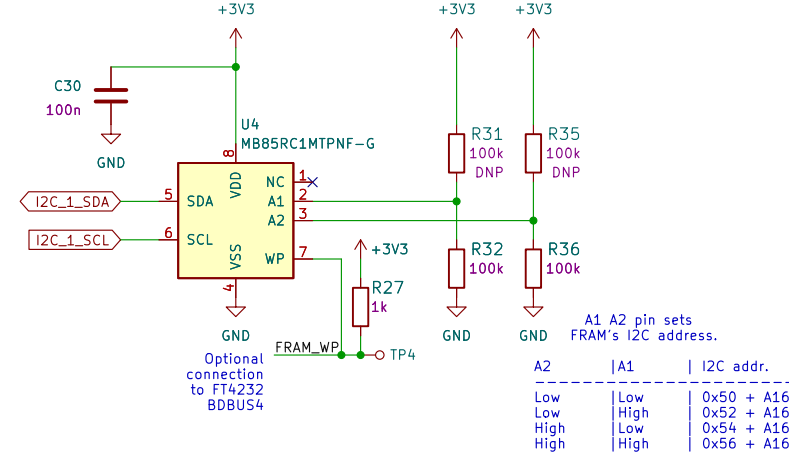 +3V3
+3V3
+3V3
C30
100n
GND
U4
MB85RC1MTPNF-G
8
VDD
NC
1
A1
2
A2
3
WP
7
I2C_1_SDA
5
SDA
I2C_1_SCL
6
SCL
VSS
4
GND
R31
100k
DNP
R35
100k
DNP
R32
100k
R36
100k
GND
GND
+3V3
R27
1k
FRAM_WP
TP4
Optional
connection
to FT4232
BDBUS4
A1 A2 pin sets
FRAM's I2C address.
A2 |A1 | I2C addr.
----------------------------
Low |Low | 0x50 + A16
Low |High | 0x52 + A16
High |Low | 0x54 + A16
High |High | 0x56 + A16